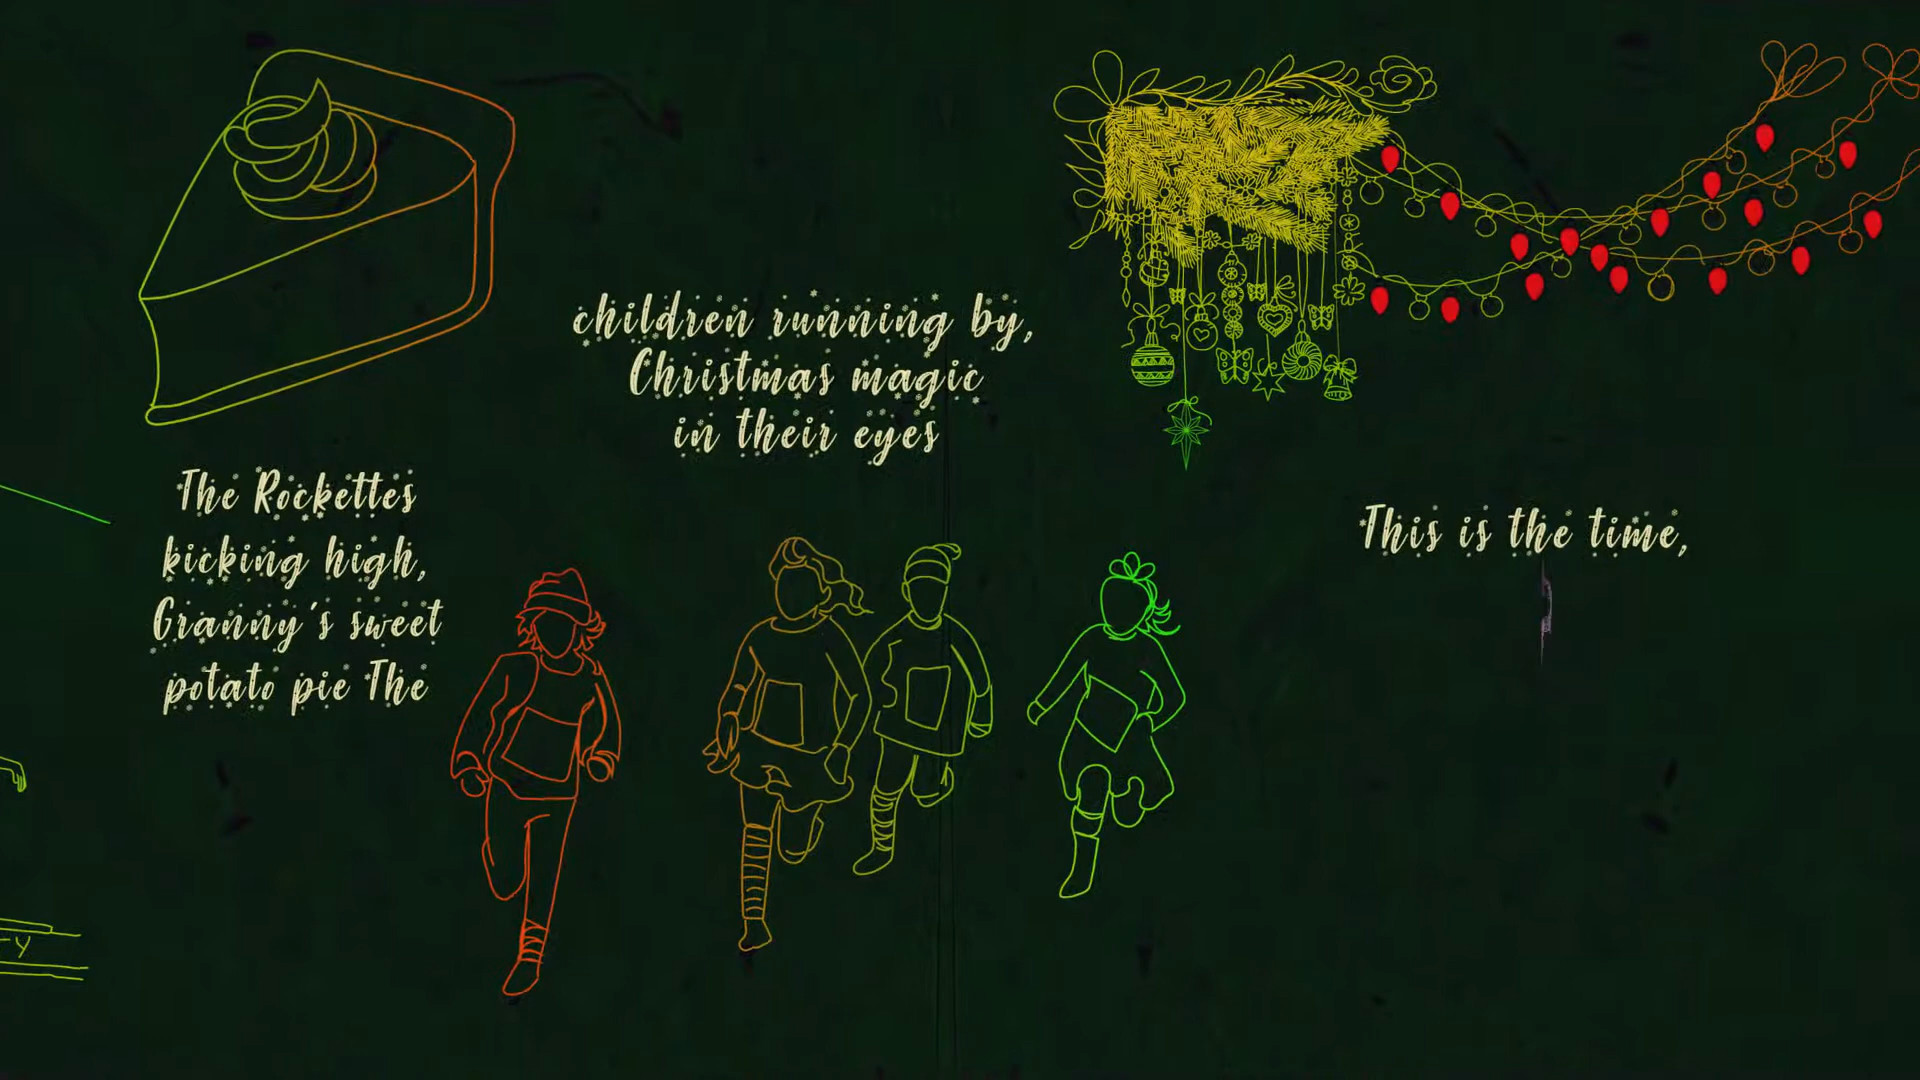 The Rockettes
kicking high,
Granny's sweet
potato pie The
children running by,
Christmas magic
in their eyes
This is the time,